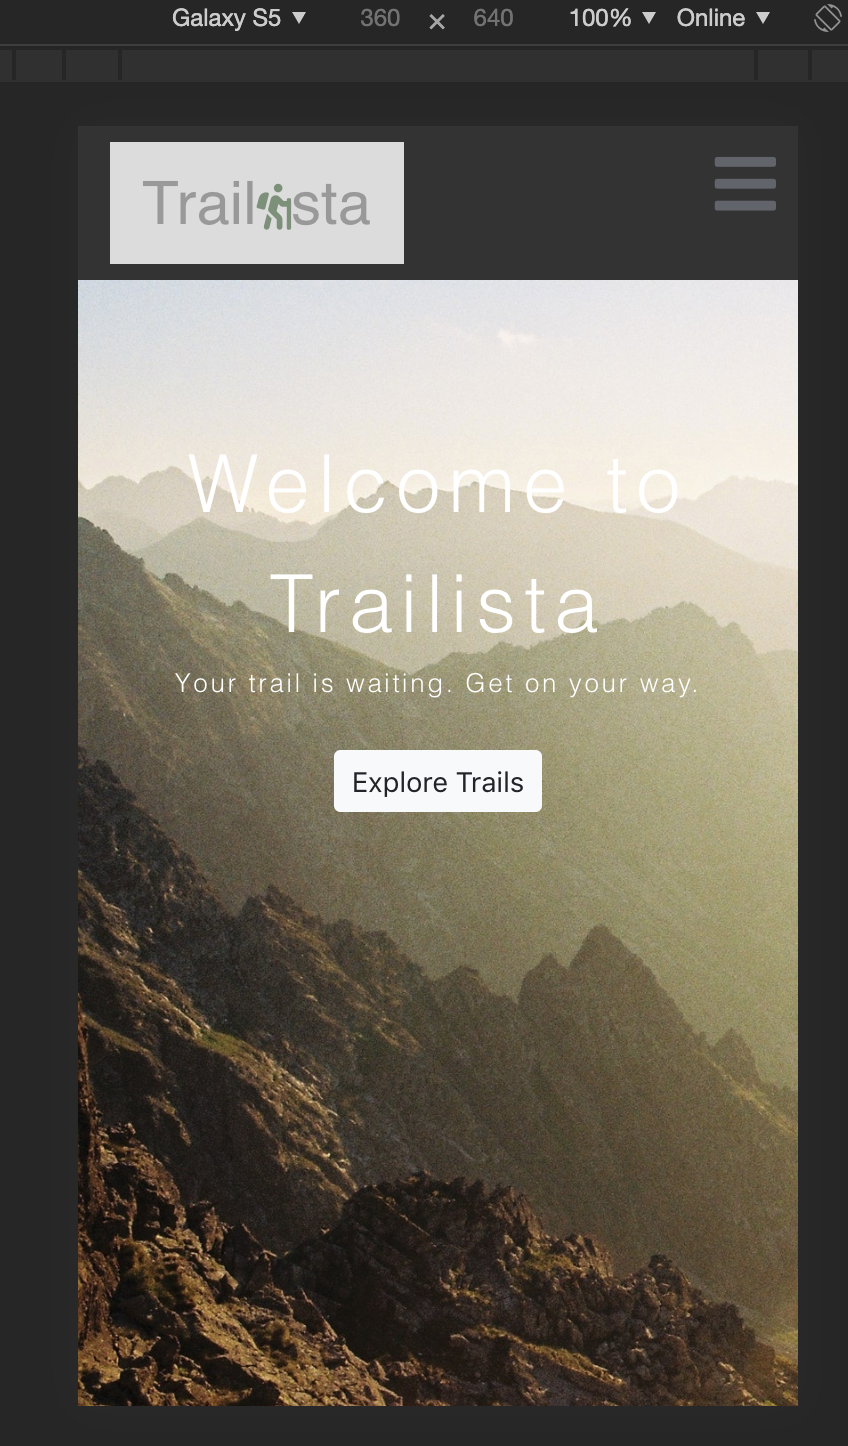 Galaxy S5 ▼ 360 × 640 100% ▼ Online ▼
Trailista
Welcome to
Trailista
Your trail is waiting. Get on your way.
Explore Trails